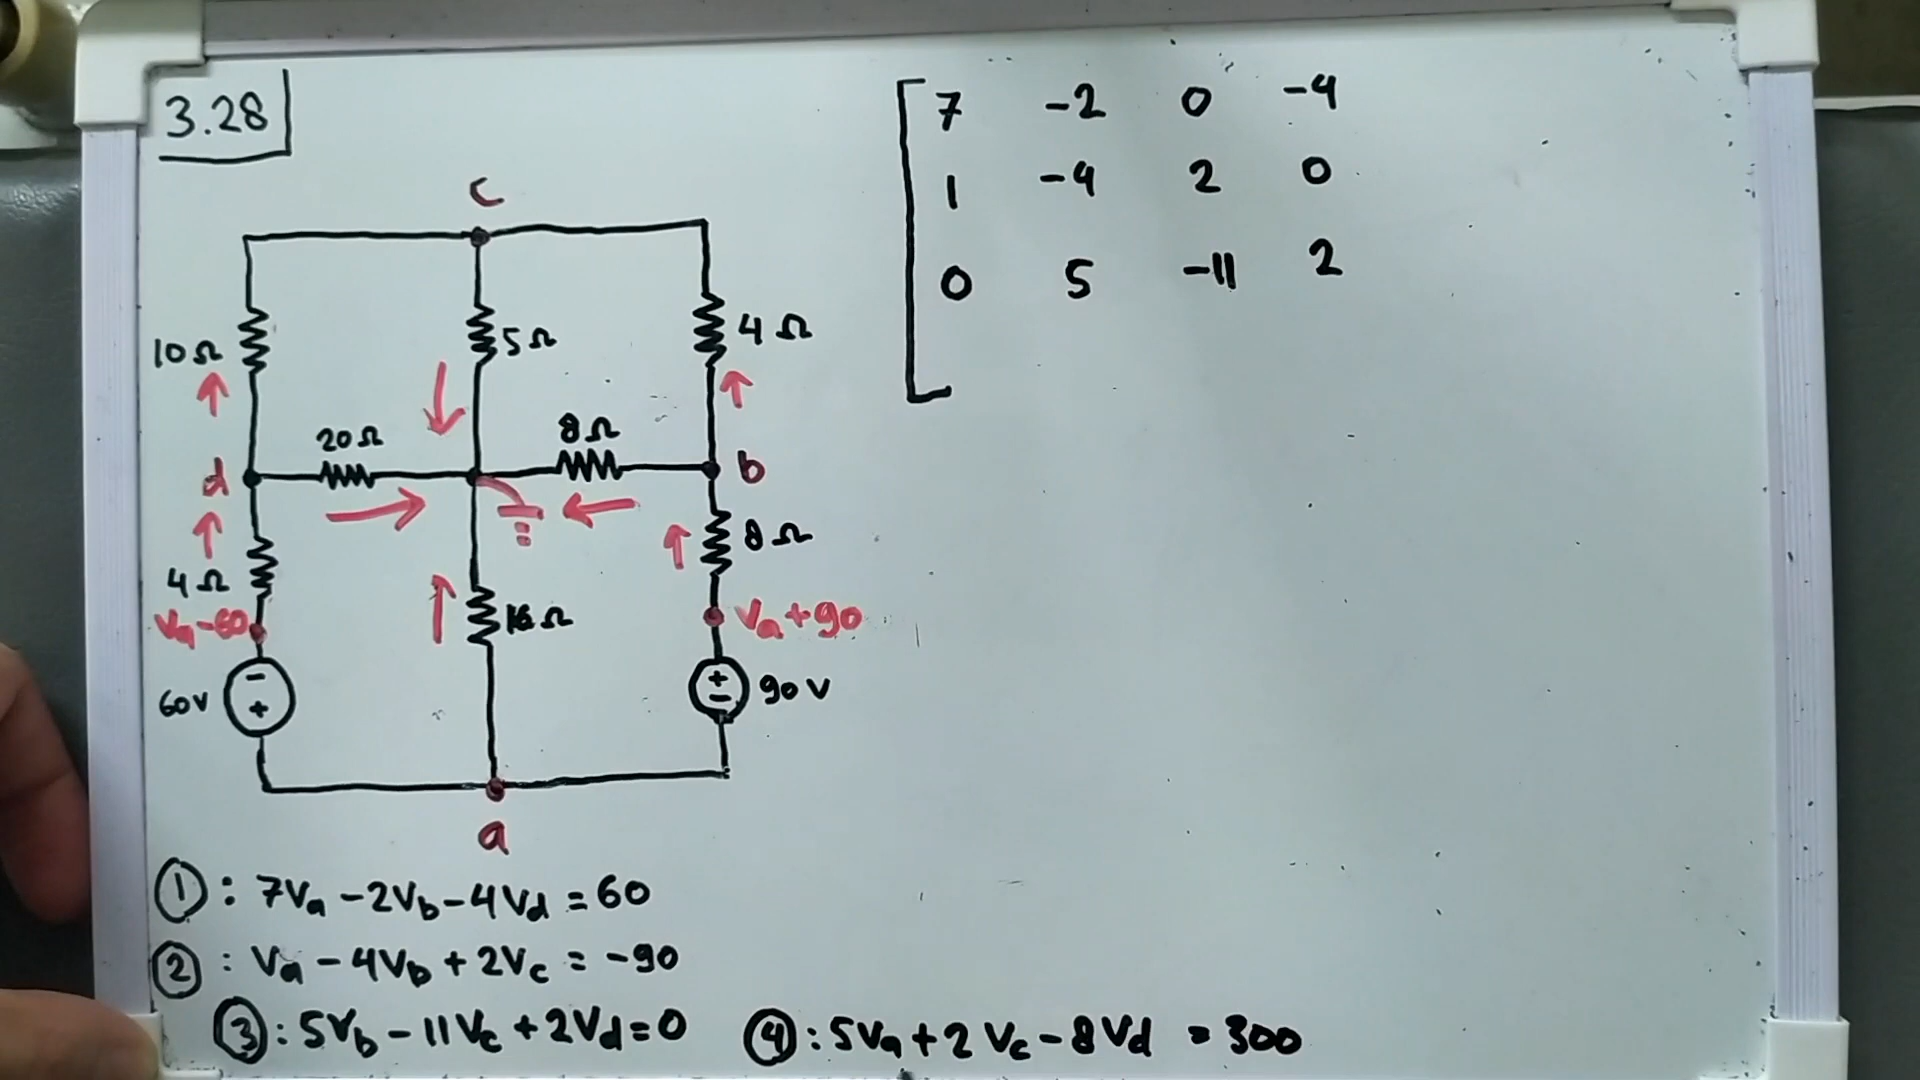 3.28
c
7 -2 0 -4
1 -4 2 0
0 5 -11 2
10Ω
5Ω
4Ω
20Ω
8Ω
d
b
4Ω
8Ω
Va-60
16Ω
Va+90
60V
- +
+ -
90V
a
①: 7Va -2Vb -4Vd = 60
②: Va -4Vb +2Vc = -90
③: 5Vb -11Vc +2Vd = 0
④: 5Va +2Vc -8Vd = 300